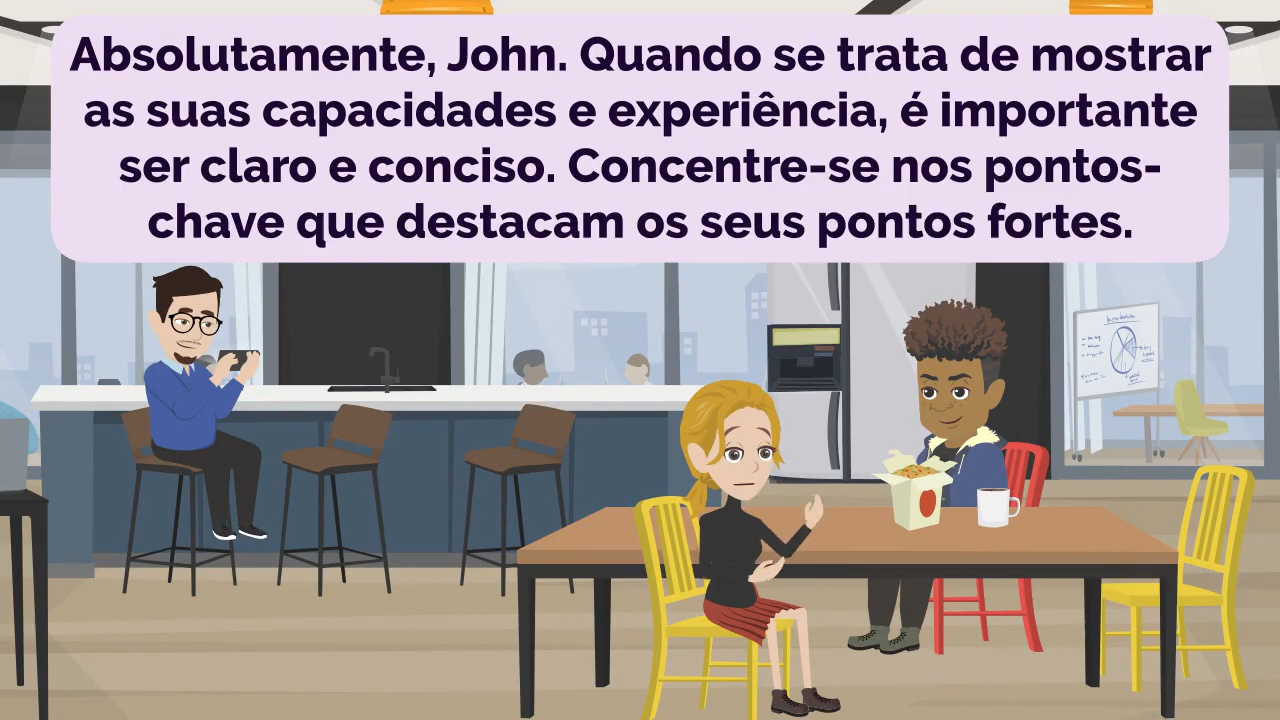 Absolutamente, John. Quando se trata de mostrar
as suas capacidades e experiência, é importante
ser claro e conciso. Concentre-se nos pontos-
chave que destacam os seus pontos fortes.